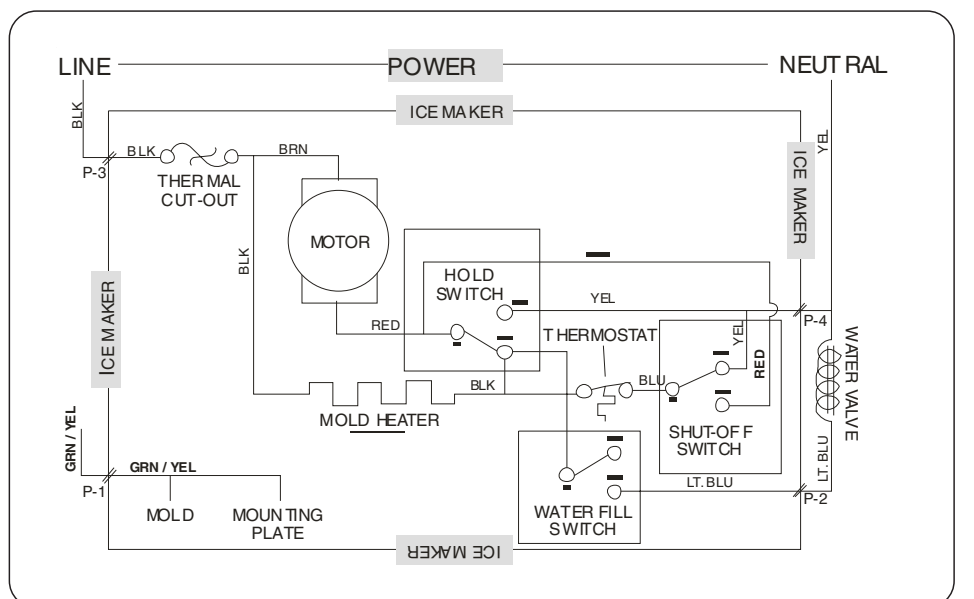 LINE POWER NEUTRAL
ICE MAKER
BLK
YEL
BLK
BRN
P-3
THERMAL
CUT-OUT
ICE MAKER
MOTOR
BLK
HOLD
SWITCH
YEL
P-4
ICE MAKER
RED
THERMOSTAT
YEL
RED
WATER VALVE
BLK
BLU
MOLD HEATER
SHUT-OFF
SWITCH
GRN / YEL
GRN / YEL
LT. BLU
LT. BLU
P-1
P-2
MOLD
MOUNTING
PLATE
WATER FILL
SWITCH
ICE MAKER